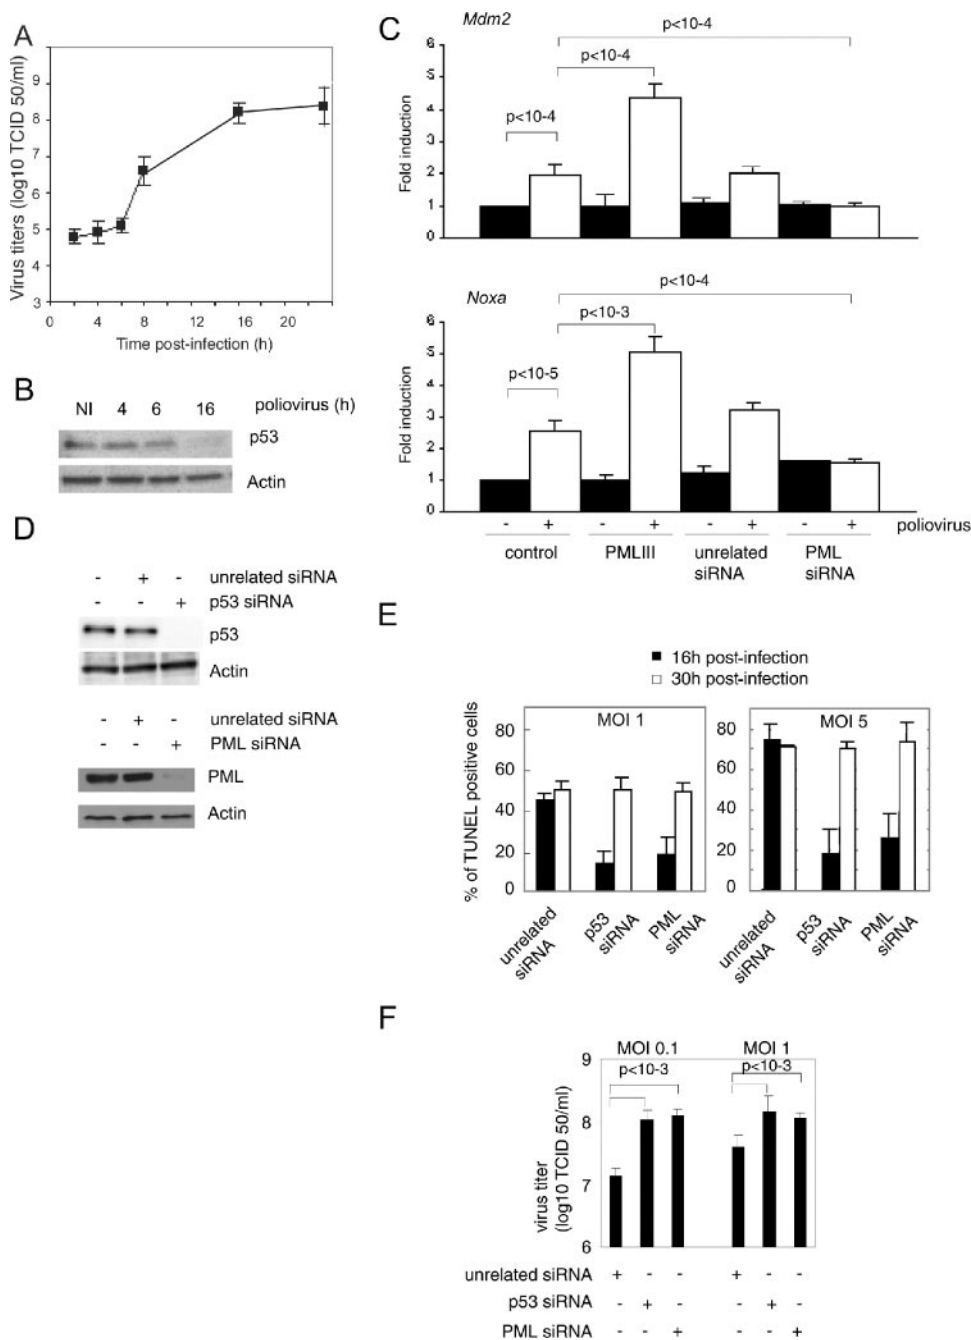 A
Virus titers (log10 TCID 50/ml)
9
8
7
6
5
4
3
0 4 8 12 16 20
Time post-infection (h)
B
NI 4 6 16 poliovirus (h)
p53
Actin
C
Mdm2
p<10-4
p<10-4
p<10-4
Fold induction
6
5
4
3
2
1
0
Noxa
p<10-4
p<10-3
p<10-5
Fold induction
6
5
4
3
2
1
0
- + - + - + - + poliovirus
control PMLIII unrelated siRNA PML siRNA
D
- + - unrelated siRNA
- - + p53 siRNA
p53
Actin
- + - unrelated siRNA
- - + PML siRNA
PML
Actin
E
16h post-infection
30h post-infection
% of TUNEL positive cells
MOI 1
80
60
40
20
0
unrelated siRNA
p53 siRNA
PML siRNA
MOI 5
80
60
40
20
0
unrelated siRNA
p53 siRNA
PML siRNA
F
MOI 0.1 MOI 1
p<10-3 p<10-3
virus titer
(log10 TCID 50/ml)
9
8
7
6
unrelated siRNA + - - + - -
p53 siRNA - + - - + -
PML siRNA - - + - - +